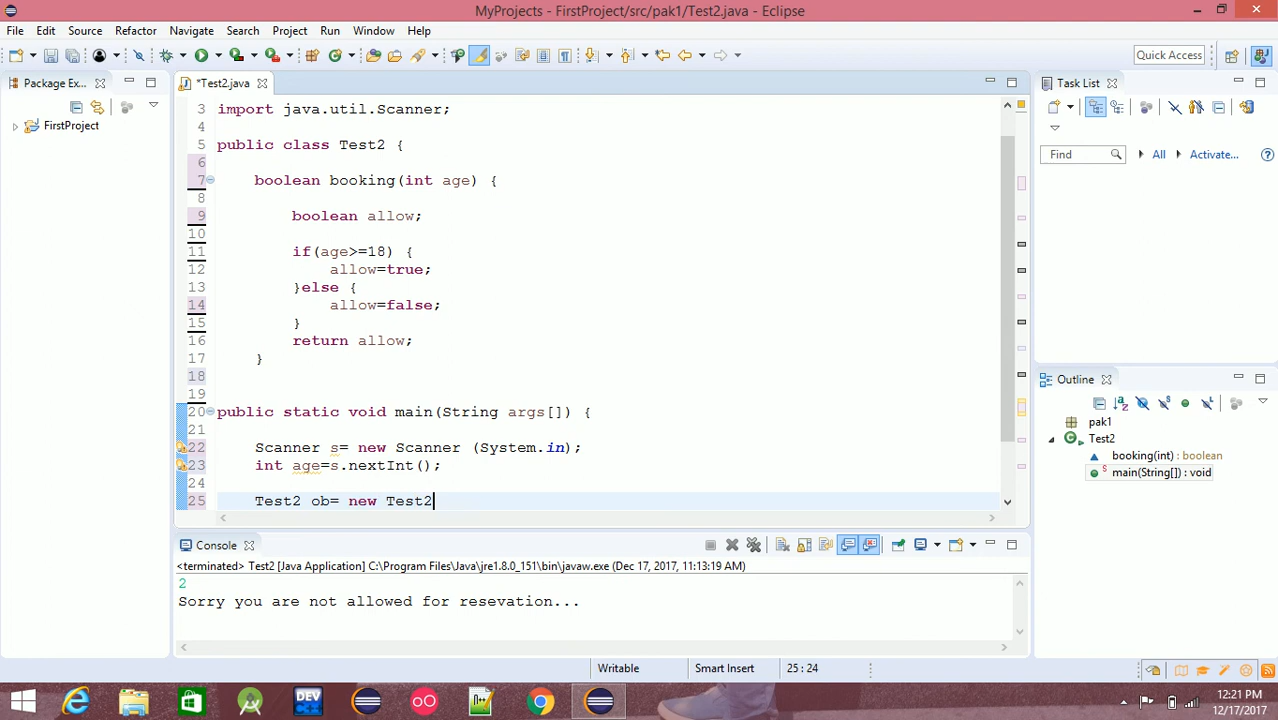 MyProjects - FirstProject/src/pak1/Test2.java - Eclipse
File Edit Source Refactor Navigate Search Project Run Window Help
Quick Access
Package Ex...
*Test2.java
Task List
FirstProject
Find All Activate...
3 import java.util.Scanner;
4
5 public class Test2 {
6
7 boolean booking(int age) {
8
9 boolean allow;
10
11 if(age>=18) {
12 allow=true;
13 }else {
14 allow=false;
15 }
16 return allow;
17 }
18
19
20 public static void main(String args[]) {
21
22 Scanner s= new Scanner (System.in);
23 int age=s.nextInt();
24
25 Test2 ob= new Test2
Outline
pak1
Test2
booking(int) : boolean
main(String[]) : void
Console
<terminated> Test2 [Java Application] C:\Program Files\Java\jre1.8.0_151\bin\javaw.exe (Dec 17, 2017, 11:13:19 AM)
2
Sorry you are not allowed for resevation...
Writable Smart Insert 25 : 24
DEV
12:21 PM
12/17/2017